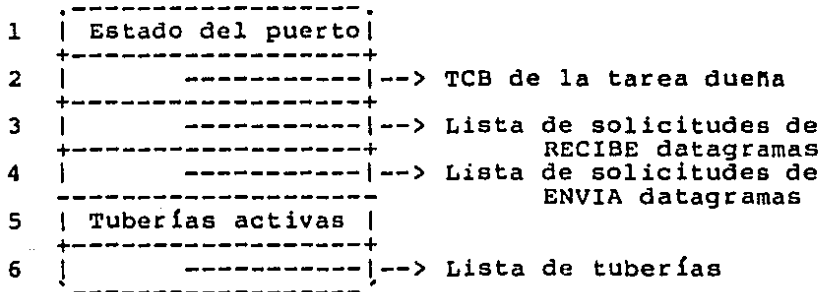 1 | Estado del puerto|
2 | -----------|--> TCB de la tarea dueña
3 | -----------|--> Lista de solicitudes de
RECIBE datagramas
4 | -----------|--> Lista de solicitudes de
ENVIA datagramas
5 | Tuberías activas |
6 | -----------|--> Lista de tuberías